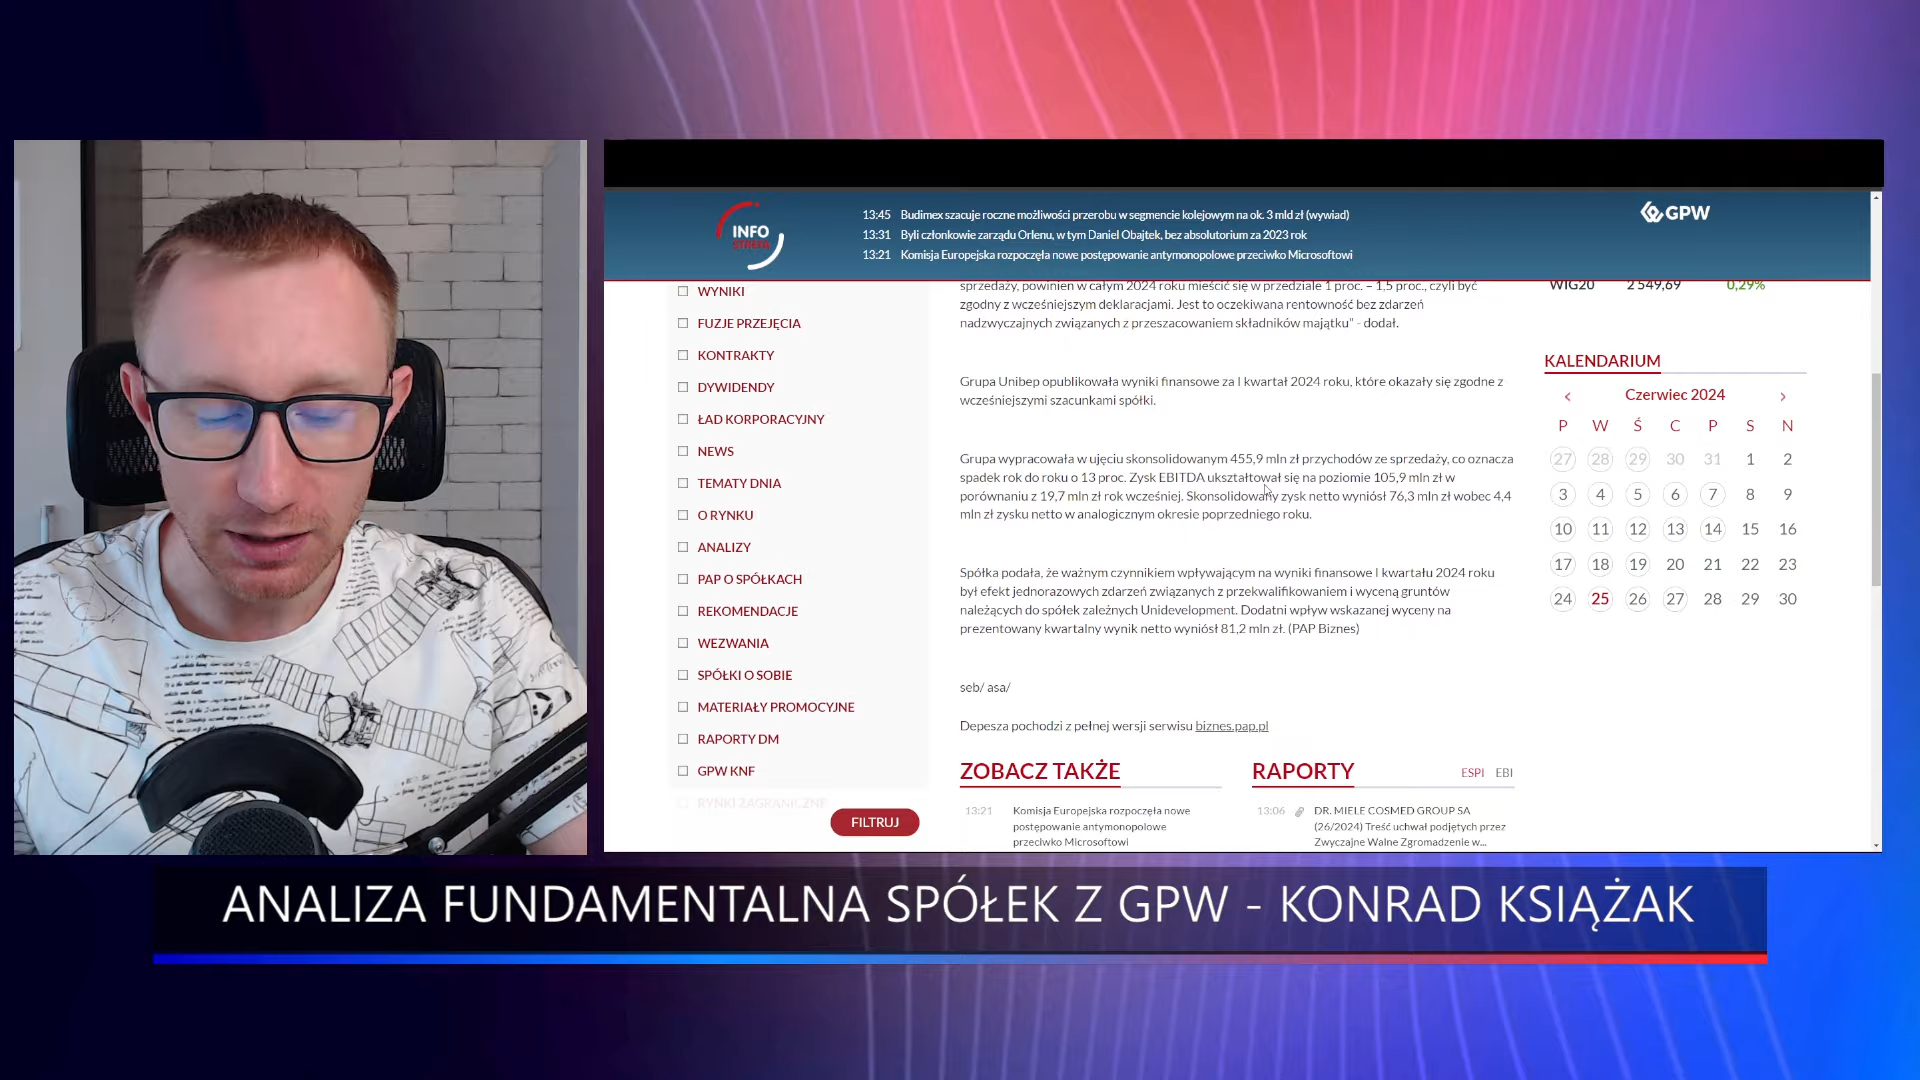 INFO
STREFA
13:45 Budimex szacuje roczne możliwości przerobu w segmencie kolejowym na ok. 3 mld zł (wywiad)
13:31 Byli członkowie zarządu Orlenu, w tym Daniel Obajtek, bez absolutorium za 2023 rok
13:21 Komisja Europejska rozpoczęła nowe postępowanie antymonopolowe przeciwko Microsoftowi
GPW
WYNIKI
FUZJE PRZEJĘCIA
KONTRAKTY
DYWIDENDY
ŁAD KORPORACYJNY
NEWS
TEMATY DNIA
O RYNKU
ANALIZY
PAP O SPÓŁKACH
REKOMENDACJE
WEZWANIA
SPÓŁKI O SOBIE
MATERIAŁY PROMOCYJNE
RAPORTY DM
GPW KNF
RYNKI ZAGRANICZNE
FILTRUJ
sprzedaży, powinien w całym 2024 roku mieścić się w przedziale 1 proc. – 1,5 proc., czyli być
zgodny z wcześniejszym deklaracjami. Jest to oczekiwana rentowność bez zdarzeń
nadzwyczajnych związanych z przeszacowaniem składników majątku" - dodał.
Grupa Unibep opublikowała wyniki finansowe za I kwartał 2024 roku, które okazały się zgodne z
wcześniejszymi szacunkami spółki.
Grupa wypracowała w ujęciu skonsolidowanym 455,9 mln zł przychodów ze sprzedaży, co oznacza
spadek rok do roku o 13 proc. Zysk EBITDA ukształtował się na poziomie 105,9 mln zł w
porównaniu z 19,7 mln zł rok wcześniej. Skonsolidowany zysk netto wyniósł 76,3 mln zł wobec 4,4
mln zł zysku netto w analogicznym okresie poprzedniego roku.
Spółka podała, że ważnym czynnikiem wpływającym na wyniki finansowe I kwartału 2024 roku
był efekt jednorazowych zdarzeń związanych z przekwalifikowaniem i wyceną gruntów
należących do spółek zależnych Unidevelopment. Dodatni wpływ wskazanej wyceny na
prezentowany kwartalny wynik netto wyniósł 81,2 mln zł. (PAP Biznes)
seb/ asa/
Depesza pochodzi z pełnej wersji serwisu biznes.pap.pl
ZOBACZ TAKŻE
13:21 Komisja Europejska rozpoczęła nowe
postępowanie antymonopolowe
przeciwko Microsoftowi
RAPORTY
ESPI EBI
13:06 DR. MIELE COSMED GROUP SA
(26/2024) Treść uchwał podjętych przez
Zwyczajne Walne Zgromadzenie w...
WIG20 2 549,69 0,29%
KALENDARIUM
‹ Czerwiec 2024 ›
P W Ś C P S N
27 28 29 30 31 1 2
3 4 5 6 7 8 9
10 11 12 13 14 15 16
17 18 19 20 21 22 23
24 25 26 27 28 29 30
ANALIZA FUNDAMENTALNA SPÓŁEK Z GPW - KONRAD KSIĄŻAK